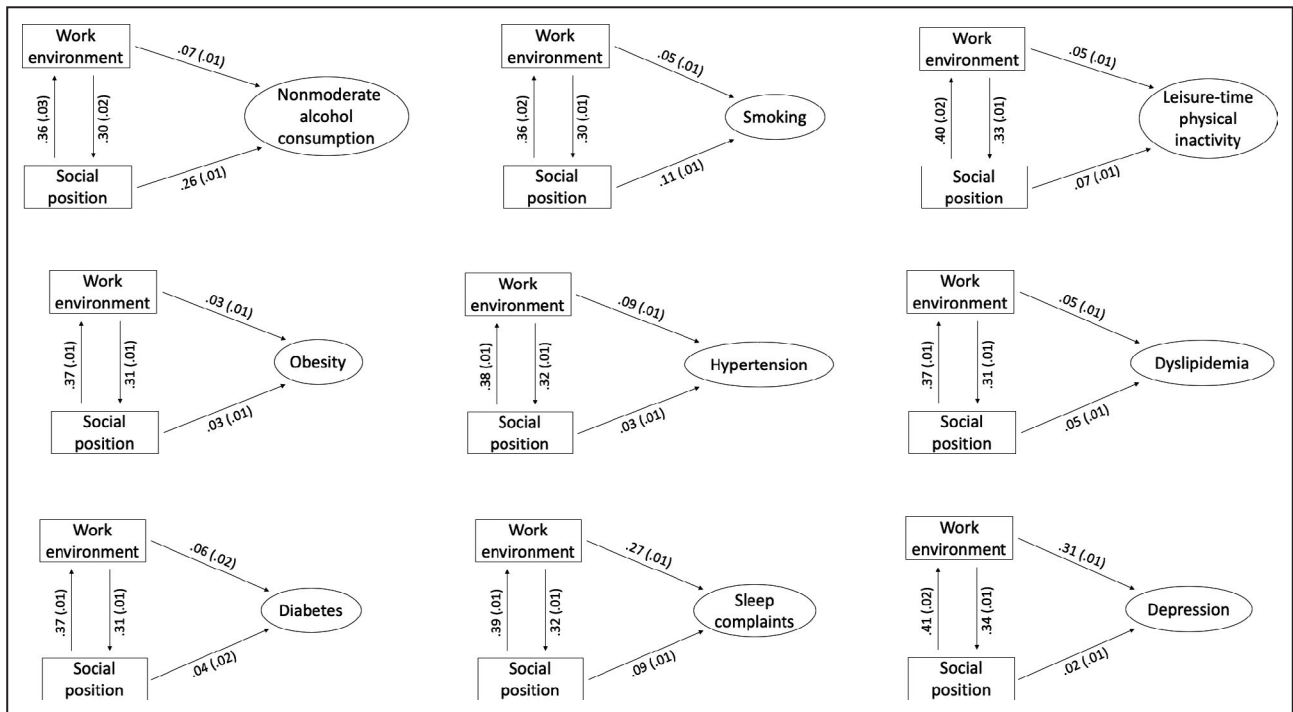 Work
environment
.07 (.01)
.36 (.03)
.30 (.02)
Nonmoderate
alcohol
consumption
Social
position
.26 (.01)
Work
environment
.05 (.01)
.36 (.02)
.30 (.01)
Smoking
Social
position
.11 (.01)
Work
environment
.05 (.01)
.40 (.02)
.33 (.01)
Leisure-time
physical
inactivity
Social
position
.07 (.01)
Work
environment
.03 (.01)
.37 (.01)
.31 (.01)
Obesity
Social
position
.03 (.01)
Work
environment
.09 (.01)
.38 (.01)
.32 (.01)
Hypertension
Social
position
.03 (.01)
Work
environment
.05 (.01)
.37 (.01)
.31 (.01)
Dyslipidemia
Social
position
.05 (.01)
Work
environment
.06 (.02)
.37 (.01)
.31 (.01)
Diabetes
Social
position
.04 (.02)
Work
environment
.27 (.01)
.39 (.01)
.32 (.01)
Sleep
complaints
Social
position
.09 (.01)
Work
environment
.31 (.01)
.41 (.02)
.34 (.01)
Depression
Social
position
.02 (.01)